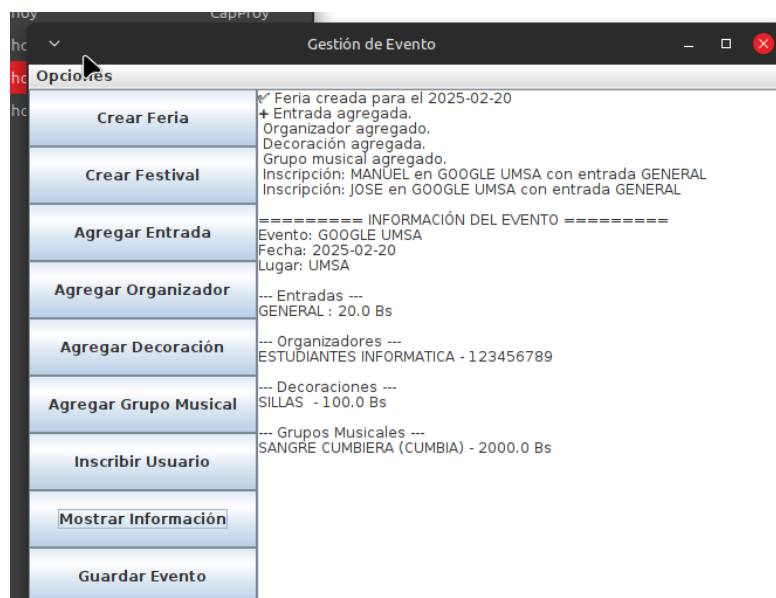 CapProy
Gestión de Evento
Opciones
Crear Feria
Crear Festival
Agregar Entrada
Agregar Organizador
Agregar Decoración
Agregar Grupo Musical
Inscribir Usuario
Mostrar Información
Guardar Evento
✔ Feria creada para el 2025-02-20
+ Entrada agregada.
Organizador agregado.
Decoración agregada.
Grupo musical agregado.
Inscripción: MANUEL en GOOGLE UMSA con entrada GENERAL
Inscripción: JOSE en GOOGLE UMSA con entrada GENERAL
========= INFORMACIÓN DEL EVENTO =========
Evento: GOOGLE UMSA
Fecha: 2025-02-20
Lugar: UMSA
--- Entradas ---
GENERAL : 20.0 Bs
--- Organizadores ---
ESTUDIANTES INFORMATICA - 123456789
--- Decoraciones ---
SILLAS  - 100.0 Bs
--- Grupos Musicales ---
SANGRE CUMBIERA (CUMBIA) - 2000.0 Bs